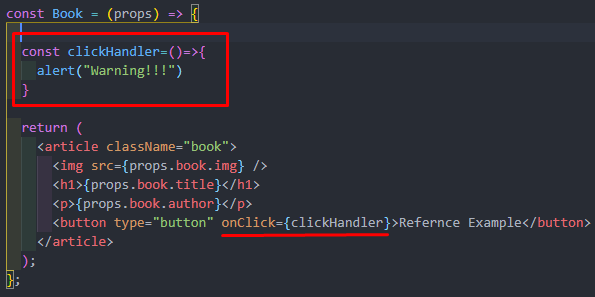 const Book = (props) => {
const clickHandler=()=>{
alert("Warning!!!")
}
return (
<article className="book">
<img src={props.book.img} />
<h1>{props.book.title}</h1>
<p>{props.book.author}</p>
<button type="button" onClick={clickHandler}>Refernce Example</button>
</article>
);
};